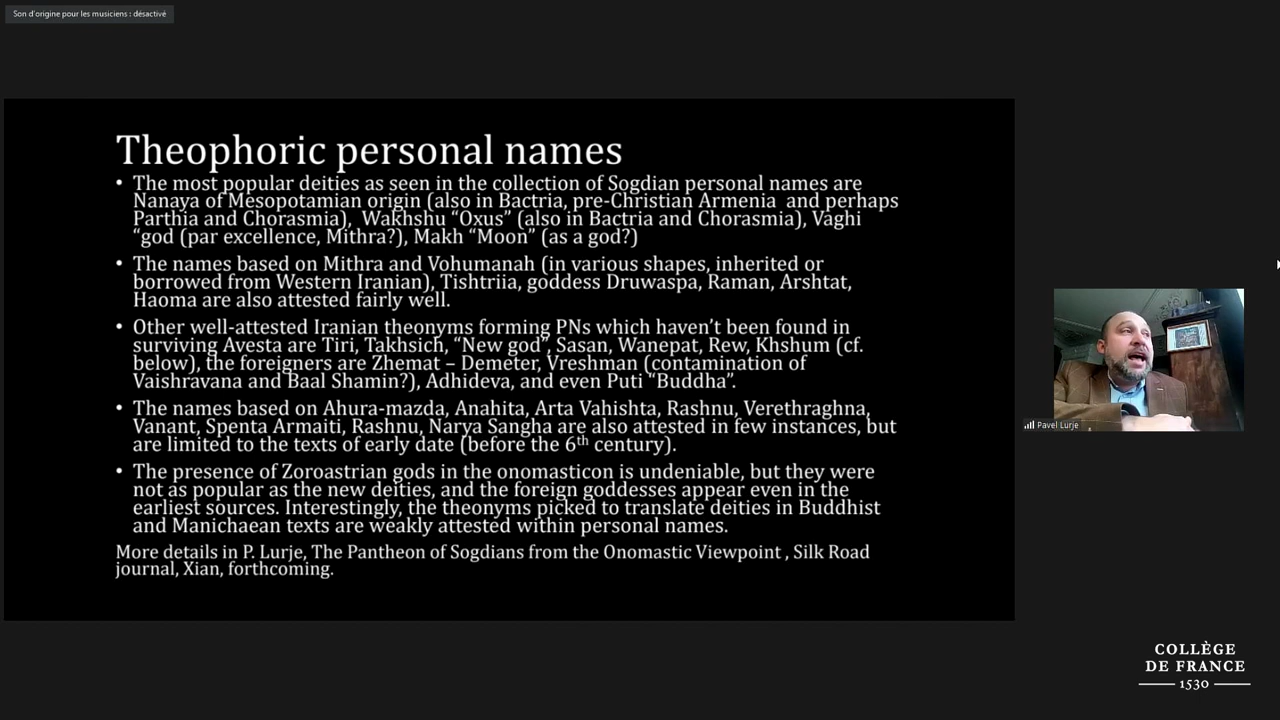 Son d'origine pour les musiciens : désactivé
Theophoric personal names
• The most popular deities as seen in the collection of Sogdian personal names are
Nanaya of Mesopotamian origin (also in Bactria, pre-Christian Armenia and perhaps
Parthia and Chorasmia), Wakhshu “Oxus” (also in Bactria and Chorasmia), Vaghi
“god (par excellence, Mithra?), Makh “Moon” (as a god?)
• The names based on Mithra and Vohumanah (in various shapes, inherited or
borrowed from Western Iranian), Tishtriia, goddess Druwaspa, Raman, Arshtat,
Haoma are also attested fairly well.
• Other well-attested Iranian theonyms forming PNs which haven’t been found in
surviving Avesta are Tiri, Takhsich, “New god”, Sasan, Wanepat, Rew, Khshum (cf.
below), the foreigners are Zhemat – Demeter, Vreshman (contamination of
Vaishravana and Baal Shamin?), Adhideva, and even Puti “Buddha”.
• The names based on Ahura-mazda, Anahita, Arta Vahishta, Rashnu, Verethraghna,
Vanant, Spenta Armaiti, Rashnu, Narya Sangha are also attested in few instances, but
are limited to the texts of early date (before the 6th century).
• The presence of Zoroastrian gods in the onomasticon is undeniable, but they were
not as popular as the new deities, and the foreign goddesses appear even in the
earliest sources. Interestingly, the theonyms picked to translate deities in Buddhist
and Manichaean texts are weakly attested within personal names.
More details in P. Lurje, The Pantheon of Sogdians from the Onomastic Viewpoint , Silk Road
journal, Xian, forthcoming.
Pavel Lurje
COLLÈGE
DE FRANCE
1530